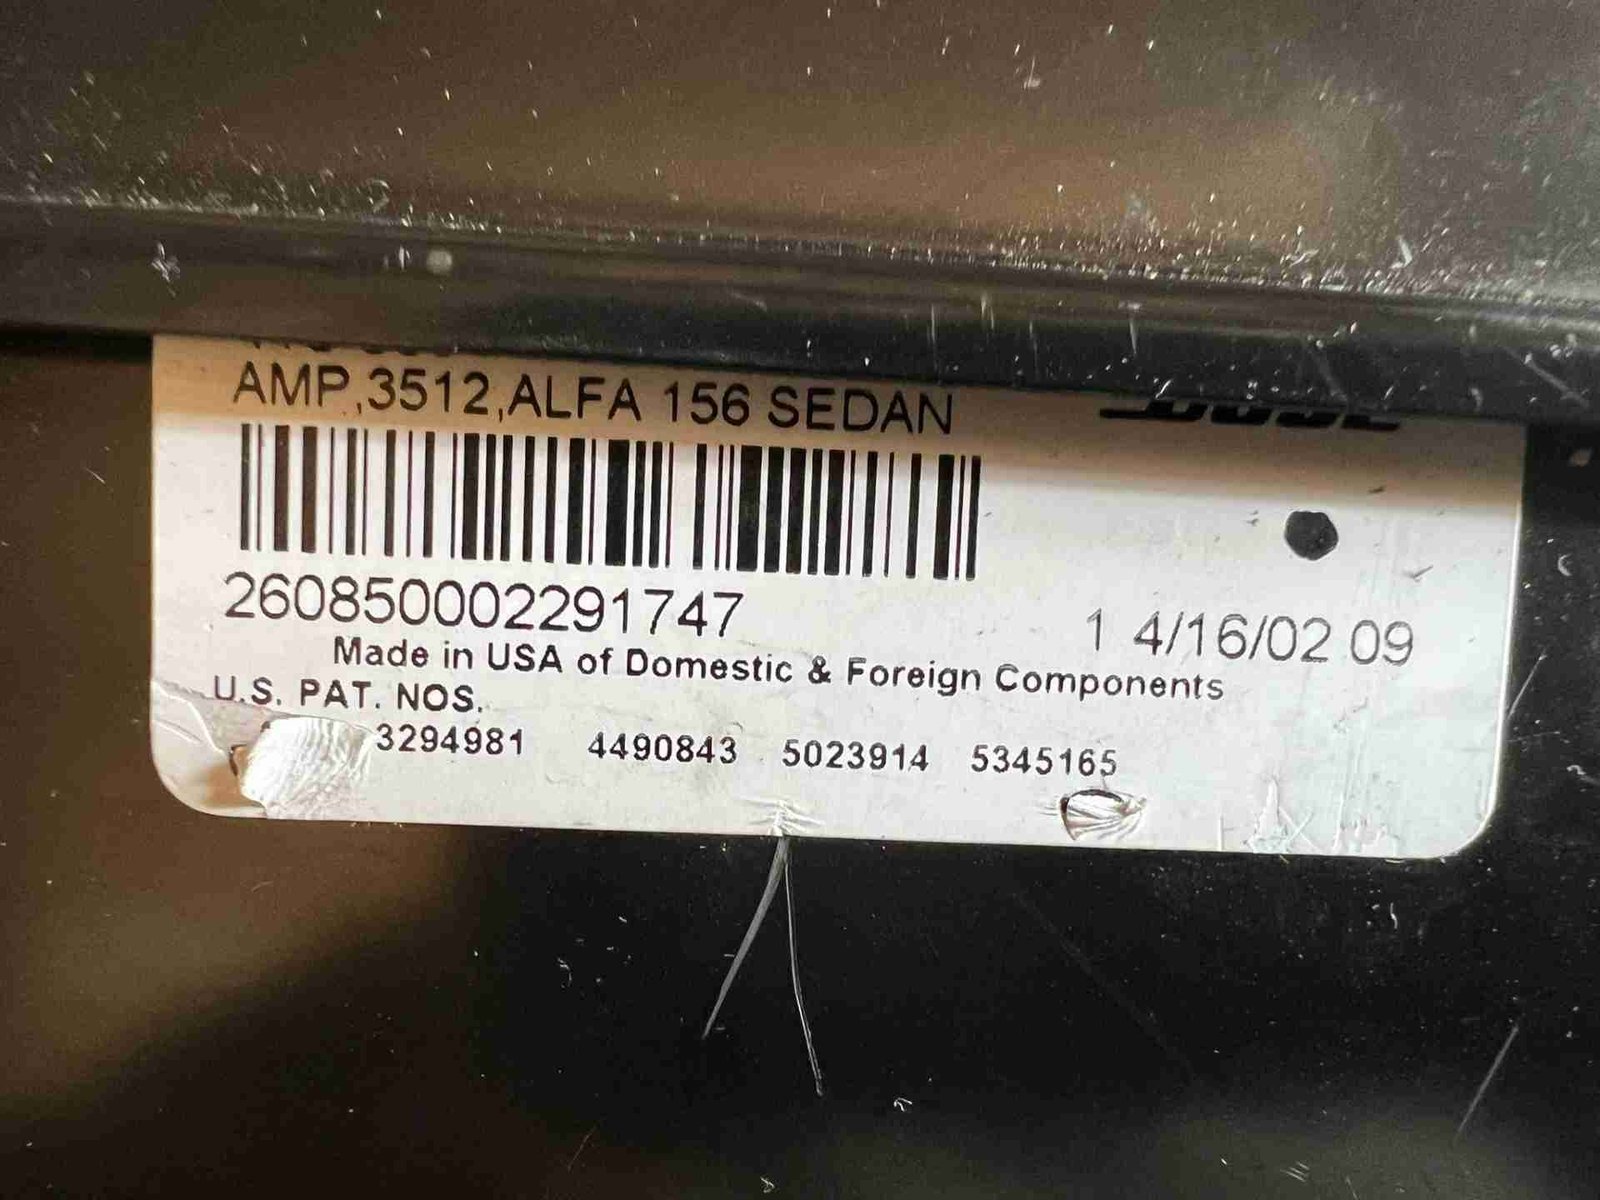 AMP,3512,ALFA 156 SEDAN
260850002291747
1 4/16/02 09
Made in USA of Domestic & Foreign Components
U.S. PAT. NOS.
3294981 4490843 5023914 5345165